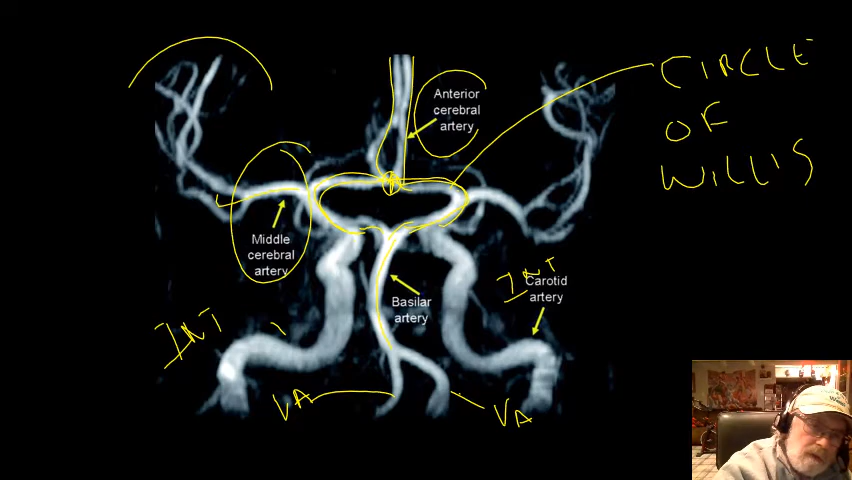 CIRCLE
OF
WILLIS
Anterior
cerebral
artery
Middle
cerebral
artery
Basilar
artery
INT
Carotid
artery
INT
VA
VA